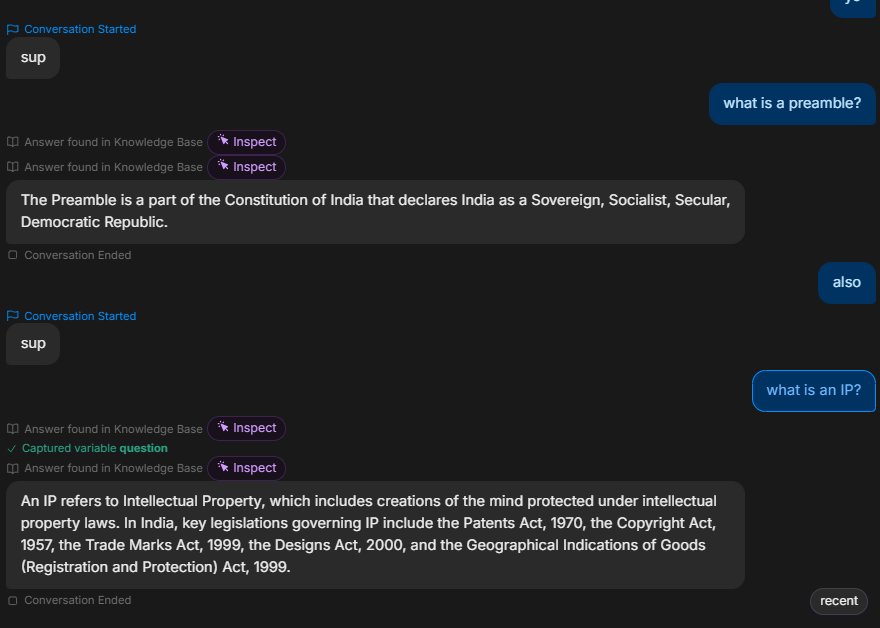 Conversation Started
sup
what is a preamble?
Answer found in Knowledge Base Inspect
Answer found in Knowledge Base Inspect
The Preamble is a part of the Constitution of India that declares India as a Sovereign, Socialist, Secular,
Democratic Republic.
Conversation Ended
also
Conversation Started
sup
what is an IP?
Answer found in Knowledge Base Inspect
Captured variable question
Answer found in Knowledge Base Inspect
An IP refers to Intellectual Property, which includes creations of the mind protected under intellectual
property laws. In India, key legislations governing IP include the Patents Act, 1970, the Copyright Act,
1957, the Trade Marks Act, 1999, the Designs Act, 2000, and the Geographical Indications of Goods
(Registration and Protection) Act, 1999.
Conversation Ended
recent